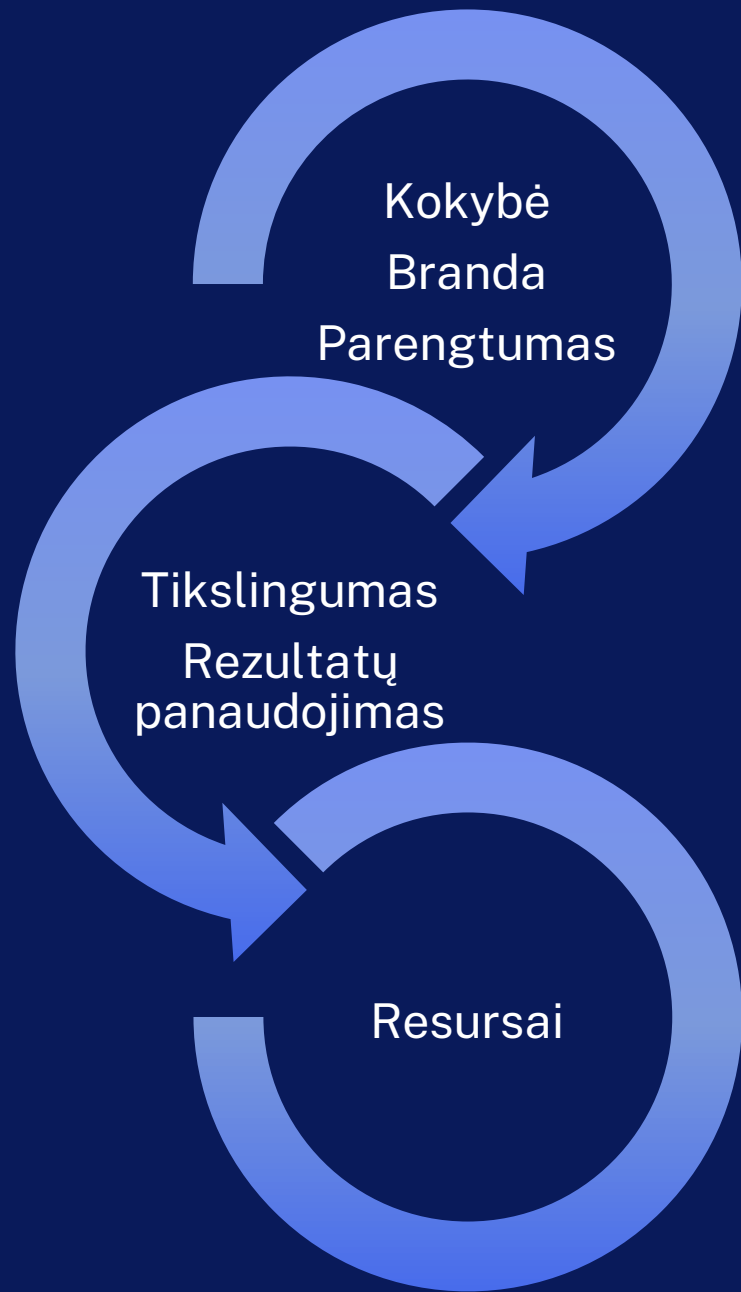 Kokybė
Branda
Parengtumas
Tikslingumas
Rezultatų
panaudojimas
Resursai